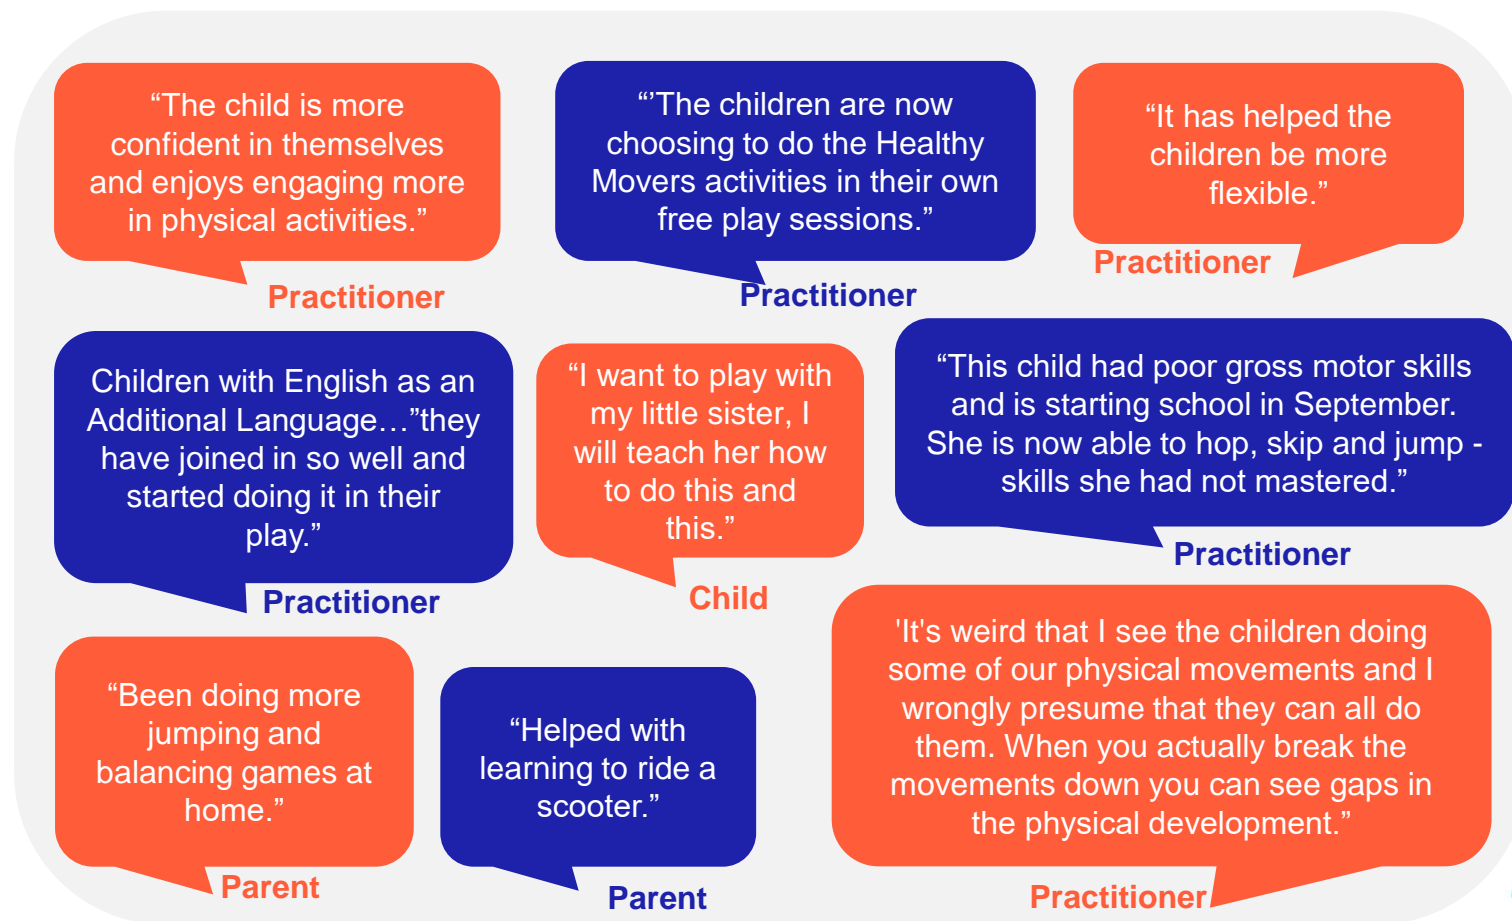 “The child is more
confident in themselves
and enjoys engaging more
in physical activities.”
Practitioner
“’The children are now
choosing to do the Healthy
Movers activities in their own
free play sessions.”
Practitioner
“It has helped the
children be more
flexible.”
Practitioner
Children with English as an
Additional Language…”they
have joined in so well and
started doing it in their
play.”
Practitioner
“I want to play with
my little sister, I
will teach her how
to do this and
this.”
Child
“This child had poor gross motor skills
and is starting school in September.
She is now able to hop, skip and jump -
skills she had not mastered.”
Practitioner
“Been doing more
jumping and
balancing games at
home.”
Parent
“Helped with
learning to ride a
scooter.”
Parent
'It's weird that I see the children doing
some of our physical movements and I
wrongly presume that they can all do
them. When you actually break the
movements down you can see gaps in
the physical development.”
Practitioner